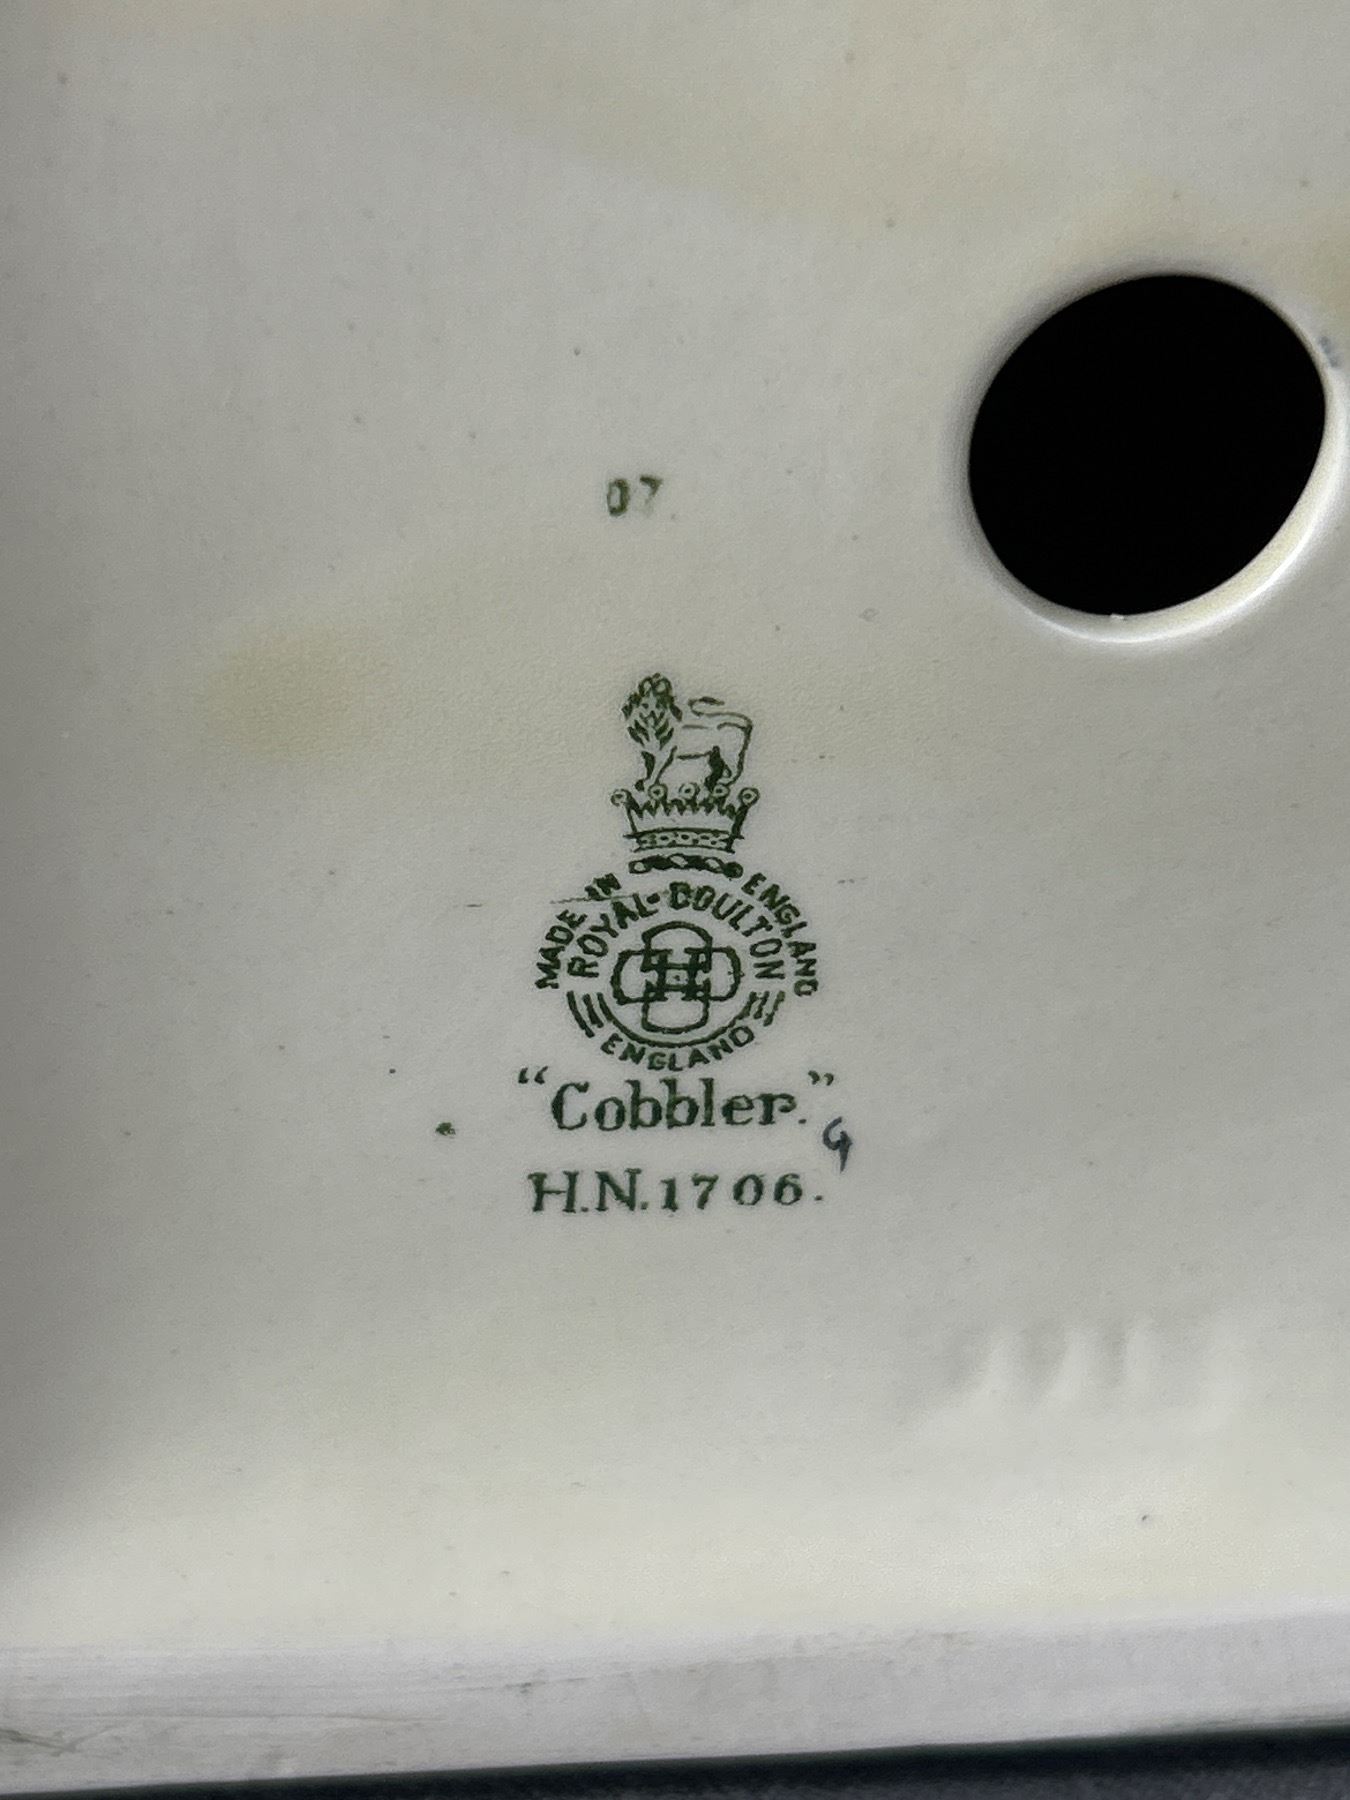 07
MADE IN ENGLAND
ROYAL DOULTON
ENGLAND
“Cobbler.”
G
H.N.1706.